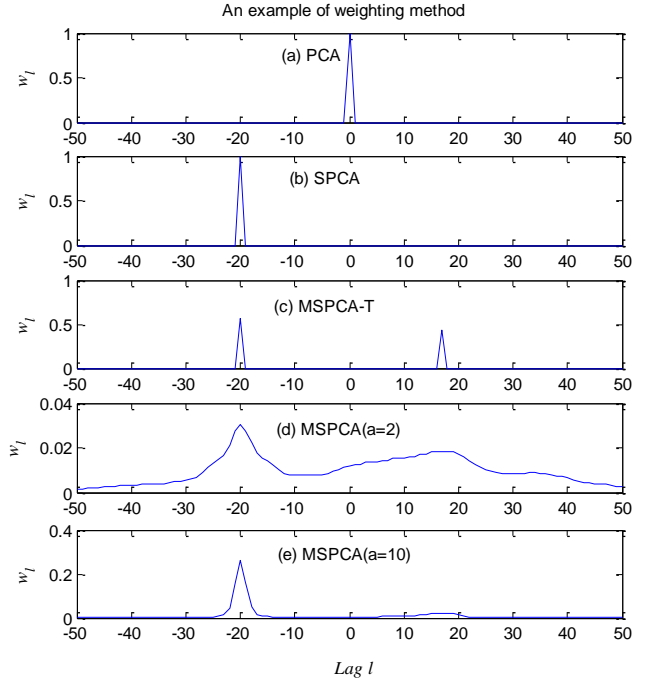 An example of weighting method
1
0.5
0
w_l
(a) PCA
-50 -40 -30 -20 -10 0 10 20 30 40 50
1
0.5
0
w_l
(b) SPCA
-50 -40 -30 -20 -10 0 10 20 30 40 50
1
0.5
0
w_l
(c) MSPCA-T
-50 -40 -30 -20 -10 0 10 20 30 40 50
0.04
0.02
0
w_l
(d) MSPCA(a=2)
-50 -40 -30 -20 -10 0 10 20 30 40 50
0.4
0.2
0
w_l
(e) MSPCA(a=10)
-50 -40 -30 -20 -10 0 10 20 30 40 50
Lag l